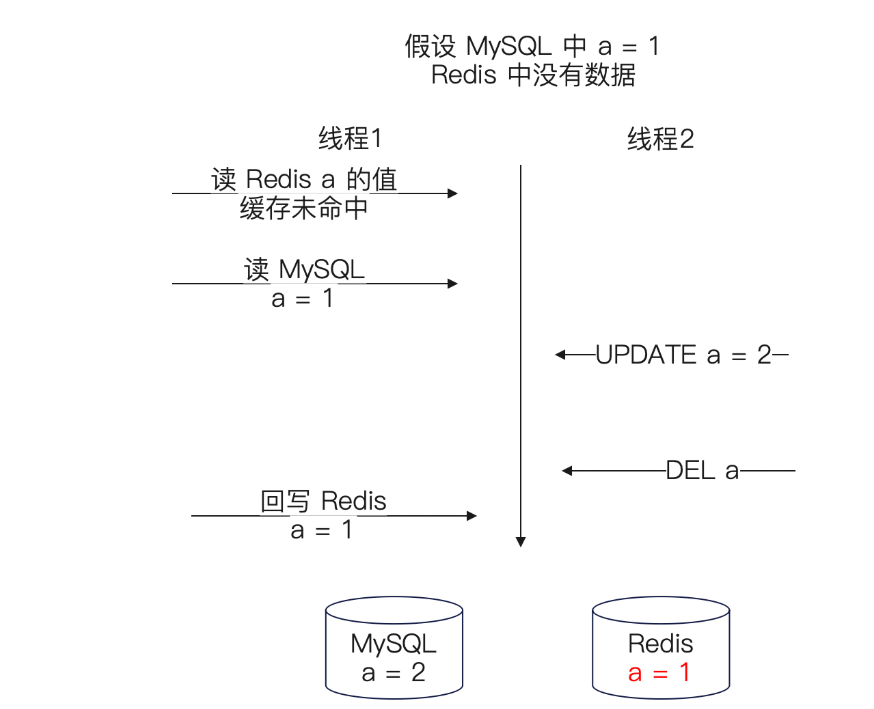 假设 MySQL 中 a = 1
Redis 中没有数据
线程1
线程2
读 Redis a 的值
缓存未命中
读 MySQL
a = 1
UPDATE a = 2
DEL a
回写 Redis
a = 1
MySQL
a = 2
Redis
a = 1